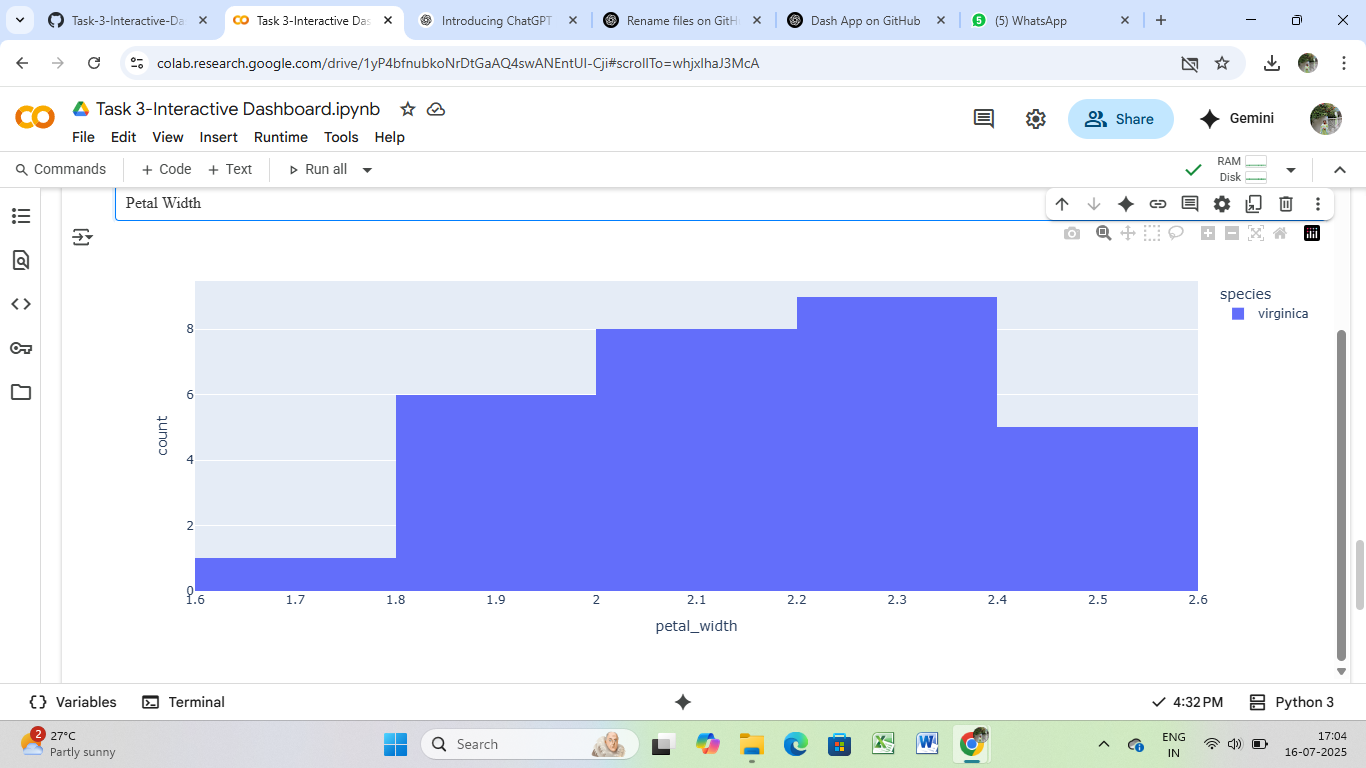 Task-3-Interactive-Da
Task 3-Interactive Das
Introducing ChatGPT
Rename files on GitH
Dash App on GitHub
5 (5) WhatsApp
colab.research.google.com/drive/1yP4bfnubkoNrDtGaAQ4swANEntUI-Cji#scrollTo=whjxIhaJ3McA
Task 3-Interactive Dashboard.ipynb
Share
Gemini
File Edit View Insert Runtime Tools Help
Commands + Code + Text Run all
RAM
Disk
Petal Width
species
virginica
8
6
4
2
0
count
1.6 1.7 1.8 1.9 2 2.1 2.2 2.3 2.4 2.5 2.6
petal_width
Variables Terminal
4:32 PM Python 3
2
27°C
Partly sunny
Search
ENG
IN
17:04
16-07-2025